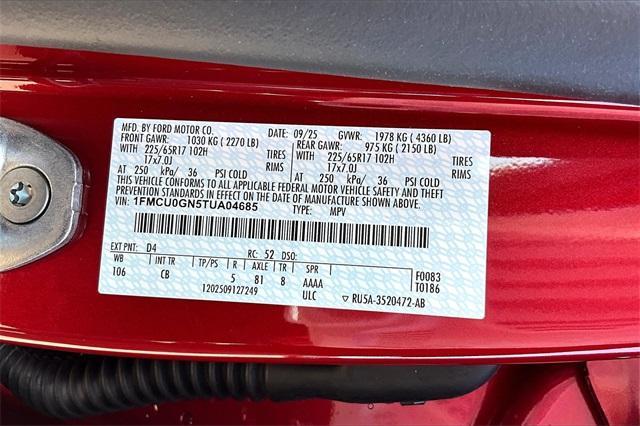 MFD. BY FORD MOTOR CO. 09/25 GVWR: 1978 KG ( 4360 LB)
FRONT GAWR: 1030 KG ( 2270 LB) REAR GAWR: 975 KG ( 2150 LB)
WITH 225/65R17 102H TIRES WITH 225/65R17 102H TIRES
17x7.0J RIMS 17x7.0J RIMS
AT 250 kPa/ 36 PSI COLD AT 250 kPa/ 36 PSI COLD
THIS VEHICLE CONFORMS TO ALL APPLICABLE FEDERAL MOTOR VEHICLE SAFETY AND THEFT
PREVENTION STANDARDS IN EFFECT ON THE DATE OF MANUFACTURE SHOWN ABOVE.
VIN: 1FMCU0GN5TUA04685
TYPE: MPV
EXT PNT: D4 RC: 52 DSO:
WB INT TR TP/PS R AXLE TR SPR F0083
106 CB 5 81 8 AAAA T0186
ULC
1202509127249 ▽ RU5A-3520472-AB